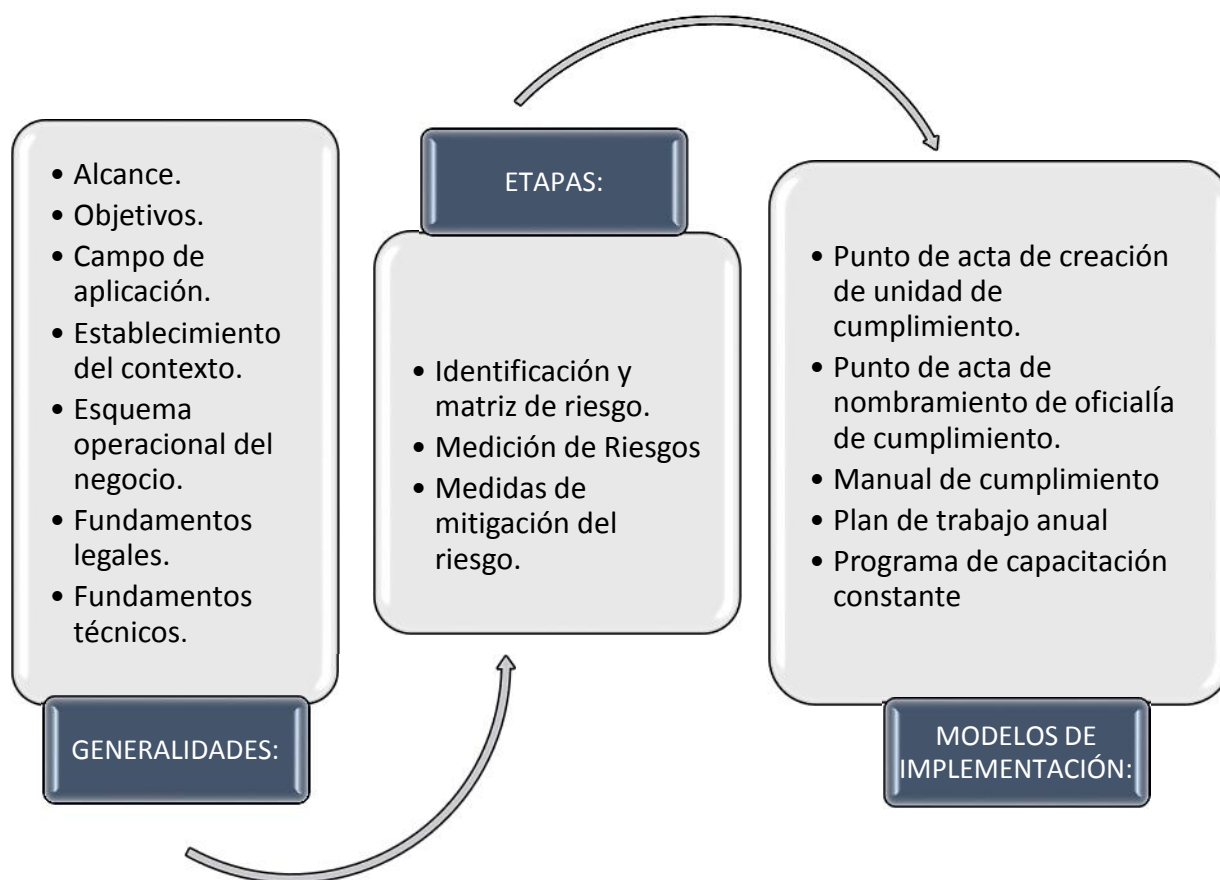 • Alcance.
• Objetivos.
• Campo de
aplicación.
• Establecimiento
del contexto.
• Esquema
operacional del
negocio.
• Fundamentos
legales.
• Fundamentos
técnicos.
GENERALIDADES:
ETAPAS:
• Identificación y
matriz de riesgo.
• Medición de Riesgos
• Medidas de
mitigación del
riesgo.
• Punto de acta de creación
de unidad de
cumplimiento.
• Punto de acta de
nombramiento de oficialÍa
de cumplimiento.
• Manual de cumplimiento
• Plan de trabajo anual
• Programa de capacitación
constante
MODELOS DE
IMPLEMENTACIÓN: